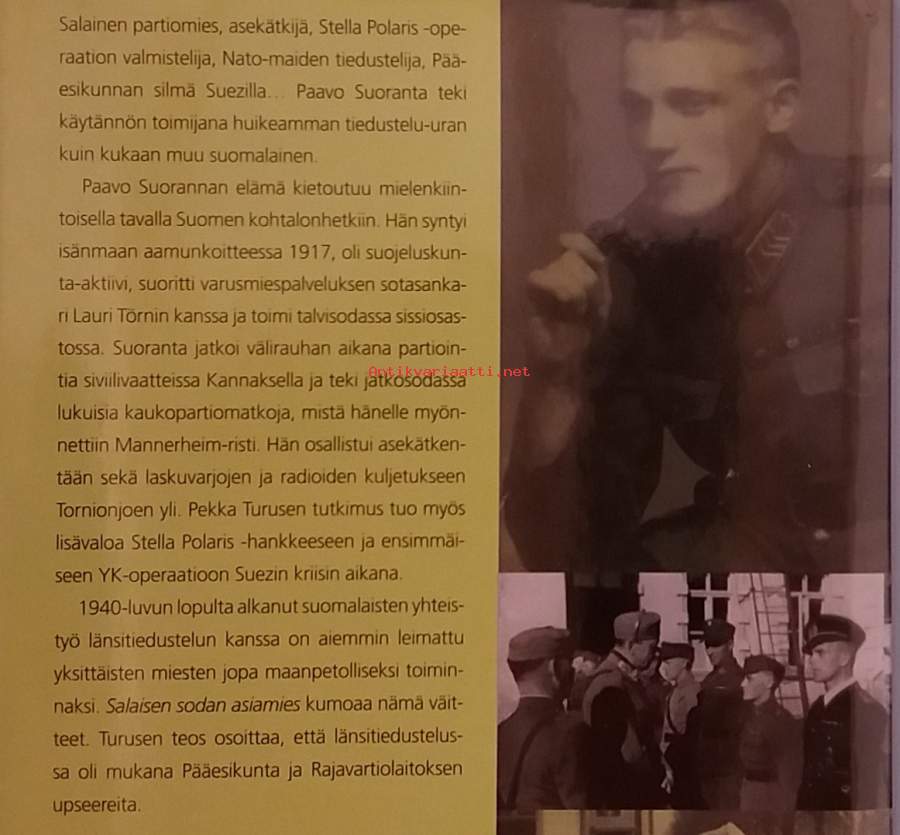 Salainen partiomies, asekätkijä, Stella Polaris -ope-
raation valmistelija, Nato-maiden tiedustelija, Pää-
esikunnan silmä Suezilla... Paavo Suoranta teki
käytännön toimijana huikeamman tiedustelu-uran
kuin kukaan muu suomalainen.
Paavo Suorannan elämä kietoutuu mielenkiin-
toisella tavalla Suomen kohtalonhetkiin. Hän syntyi
isänmaan aamunkoitteessa 1917, oli suojeluskun-
ta-aktiivi, suoritti varusmiespalveluksen sotasanka-
ri Lauri Törnin kanssa ja toimi talvisodassa sissiosas-
tossa. Suoranta jatkoi välirauhan aikana partioin-
Antikvariaatti.net
tia siviilivaatteissa Kannaksella ja teki jatkosodassa
lukuisia kaukopartiomatkoja, mistä hänelle myön-
nettiin Mannerheim-risti. Hän osallistui asekätken-
tään sekä laskuvarjojen ja radioiden kuljetukseen
Tornionjoen yli. Pekka Turusen tutkimus tuo myös
lisävaloa Stella Polaris -hankkeeseen ja ensimmäi-
seen YK-operaatioon Suezin kriisin aikana.
1940-luvun lopulta alkanut suomalaisten yhteis-
työ länsitiedustelun kanssa on aiemmin leimattu
yksittäisten miesten jopa maanpetolliseksi toimin-
naksi. Salaisen sodan asiamies kumoaa nämä väit-
teet. Turusen teos osoittaa, että länsitiedustelus-
sa oli mukana Pääesikunta ja Rajavartiolaitoksen
upseereita.